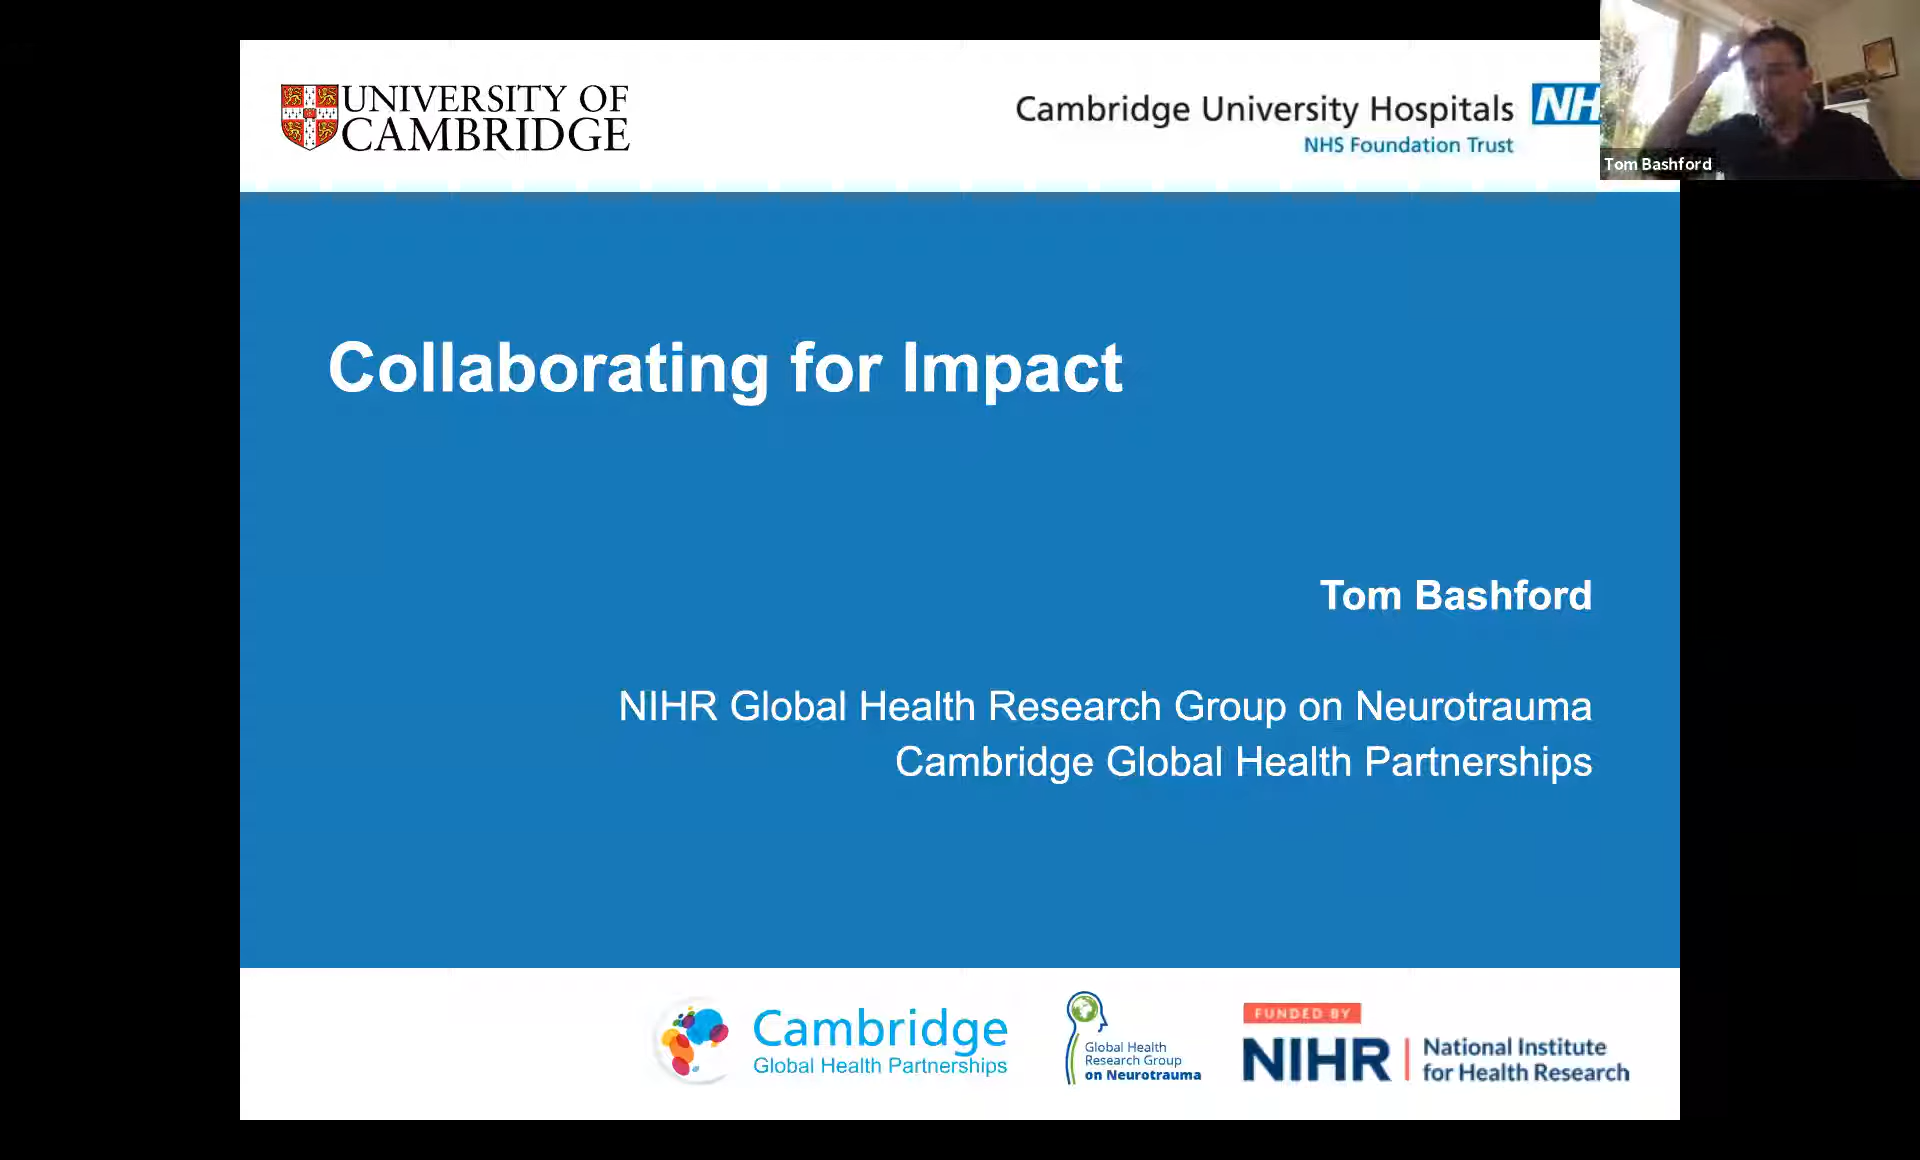 UNIVERSITY OF
CAMBRIDGE
Cambridge University Hospitals
NHS Foundation Trust
NH
Tom Bashford
Collaborating for Impact
Tom Bashford
NIHR Global Health Research Group on Neurotrauma
Cambridge Global Health Partnerships
Cambridge
Global Health Partnerships
Global Health
Research Group
on Neurotrauma
FUNDED BY
NIHR
National Institute
for Health Research